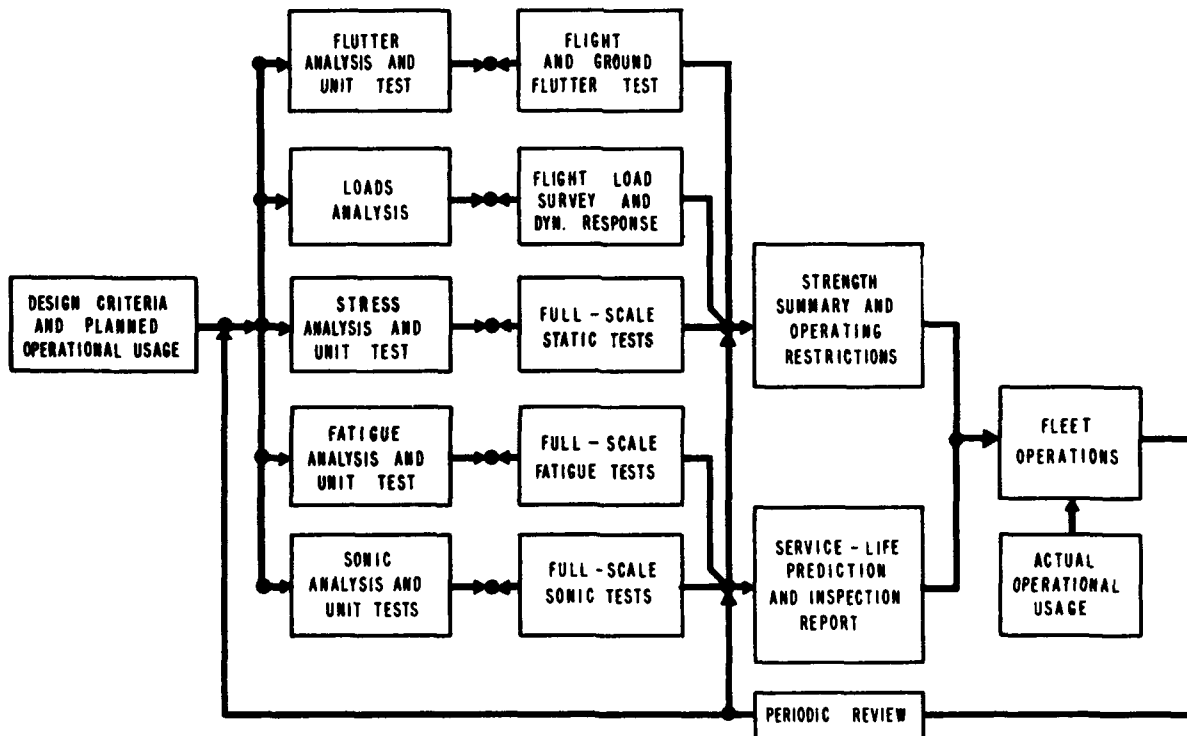 DESIGN CRITERIA
AND PLANNED
OPERATIONAL USAGE
FLUTTER
ANALYSIS AND
UNIT TEST
FLIGHT
AND GROUND
FLUTTER TEST
LOADS
ANALYSIS
FLIGHT LOAD
SURVEY AND
DYN. RESPONSE
STRESS
ANALYSIS AND
UNIT TEST
FULL-SCALE
STATIC TESTS
FATIGUE
ANALYSIS AND
UNIT TEST
FULL-SCALE
FATIGUE TESTS
SONIC
ANALYSIS AND
UNIT TESTS
FULL-SCALE
SONIC TESTS
STRENGTH
SUMMARY AND
OPERATING
RESTRICTIONS
SERVICE-LIFE
PREDICTION
AND INSPECTION
REPORT
FLEET
OPERATIONS
ACTUAL
OPERATIONAL
USAGE
PERIODIC REVIEW